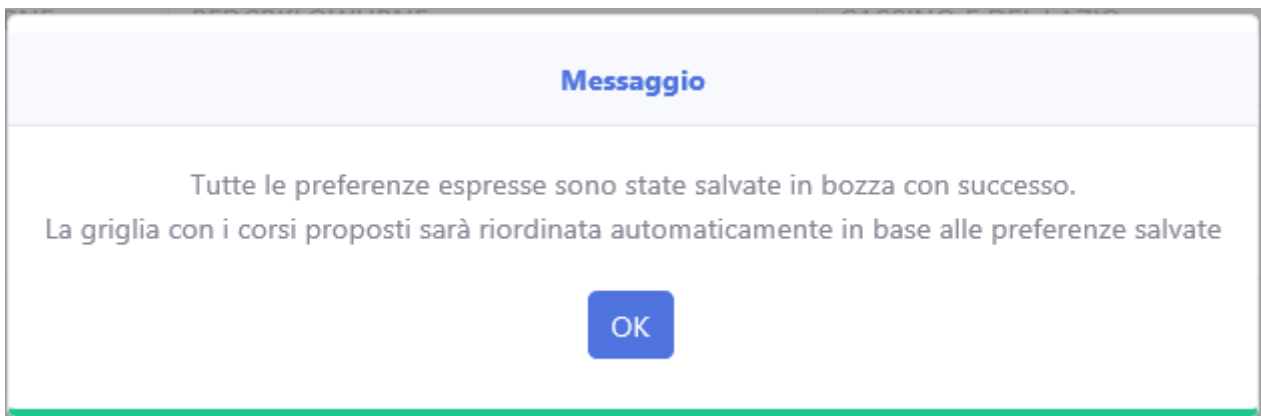 Messaggio
Tutte le preferenze espresse sono state salvate in bozza con successo.
La griglia con i corsi proposti sarà riordinata automaticamente in base alle preferenze salvate
OK